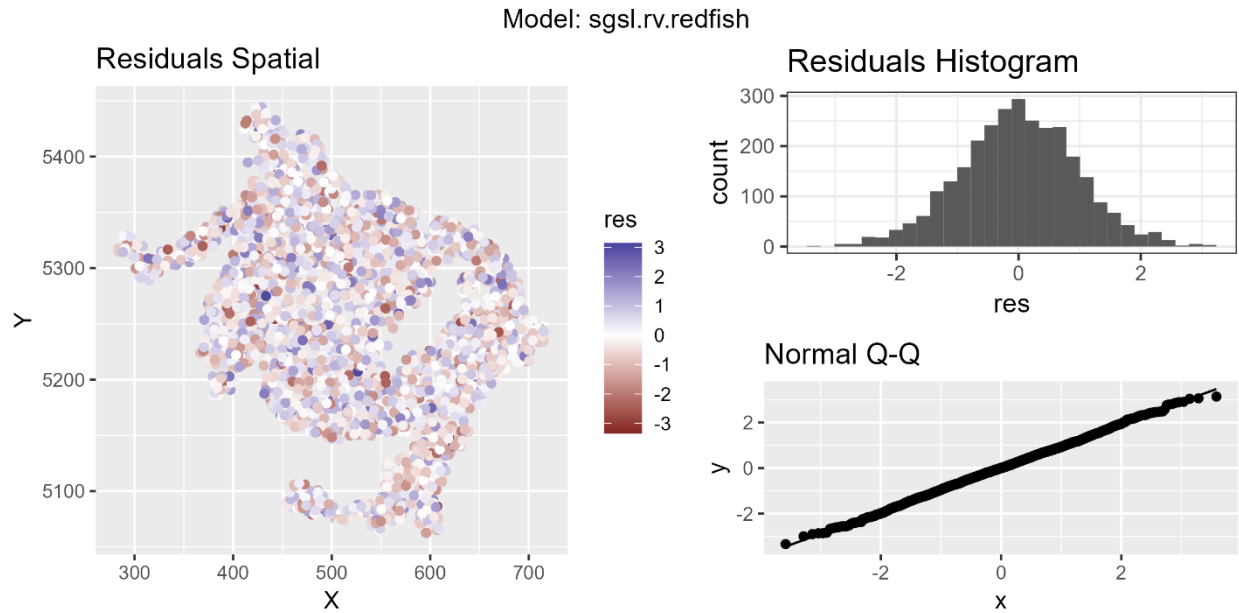 Model: sgsl.rv.redfish
Residuals Spatial
5400
5300
5200
5100
Y
300 400 500 600 700
X
res
3
2
1
0
-1
-2
-3
Residuals Histogram
300
200
100
0
count
-2 0 2
res
Normal Q-Q
2
0
-2
y
-2 0 2
x